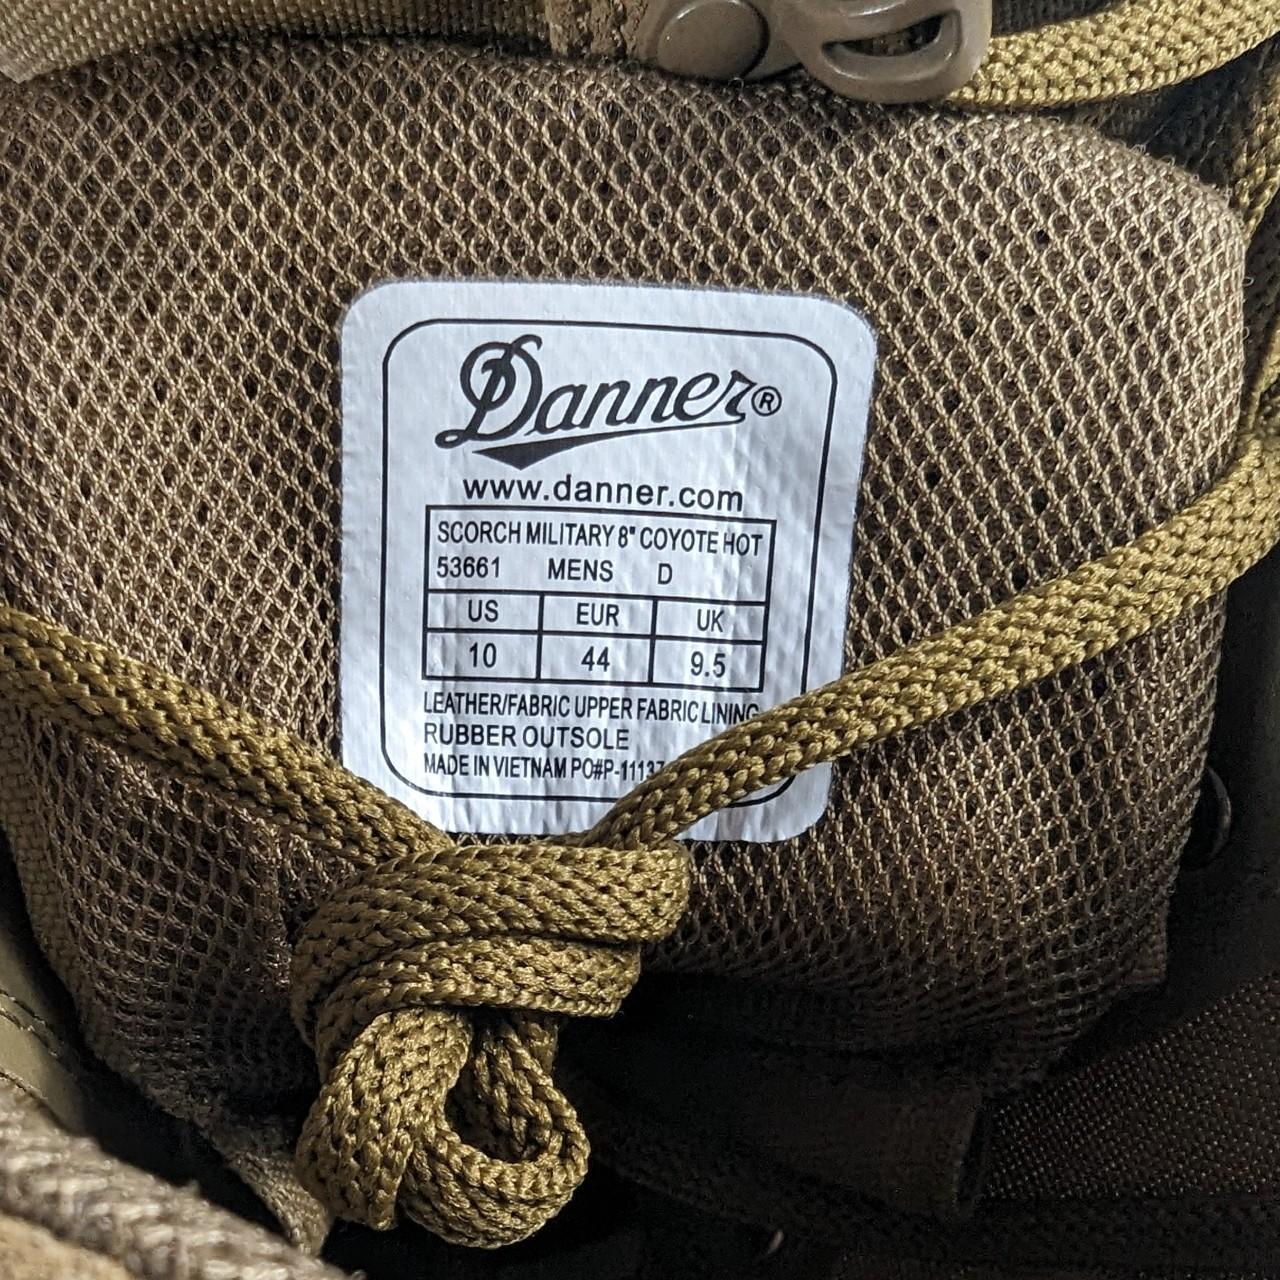 Danner®
www.danner.com
SCORCH MILITARY 8" COYOTE HOT
53661 MENS D
US EUR UK
10 44 9.5
LEATHER/FABRIC UPPER FABRIC LINING
RUBBER OUTSOLE
MADE IN VIETNAM PO#P-11137